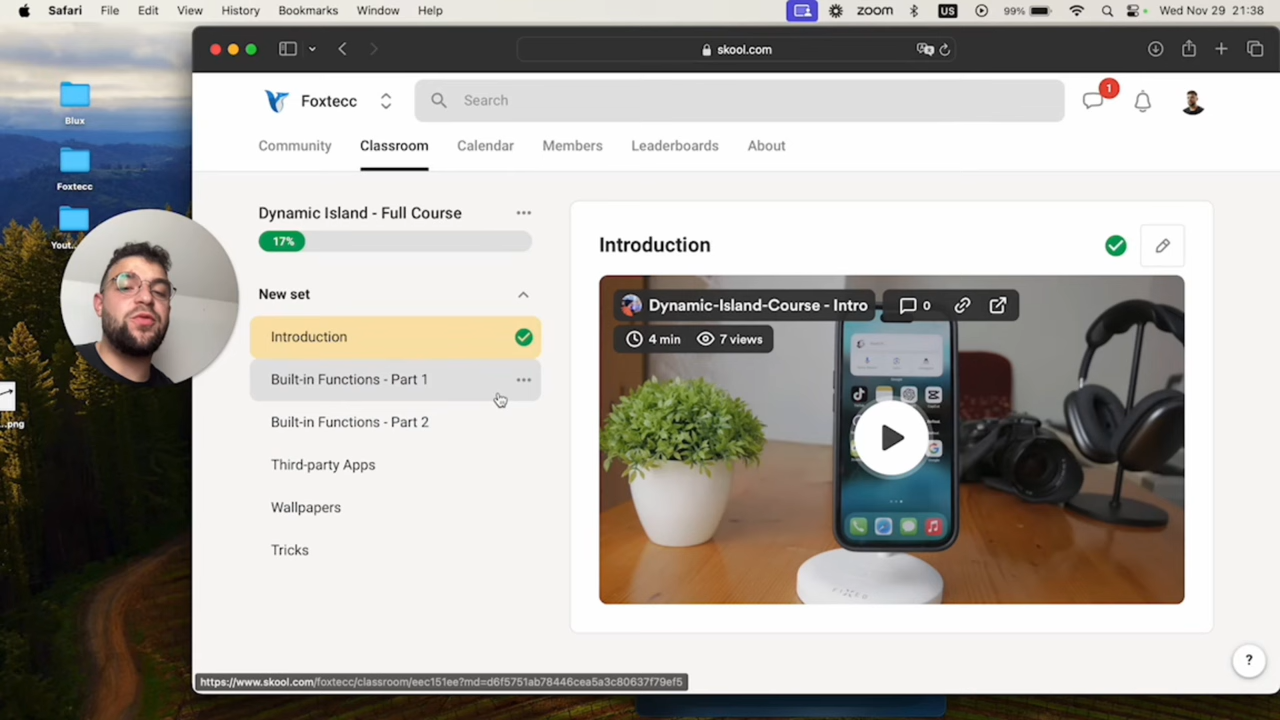 Safari File Edit View History Bookmarks Window Help zoom US 99% Wed Nov 29 21:38
skool.com
Blux
Foxtecc
Yout...
...png
Foxtecc Search 1
Community Classroom Calendar Members Leaderboards About
Dynamic Island - Full Course
17%
New set
Introduction
Built-in Functions - Part 1
Built-in Functions - Part 2
Third-party Apps
Wallpapers
Tricks
Introduction
Dynamic-Island-Course - Intro 0
4 min 7 views
?
https://www.skool.com/foxtecc/classroom/eec151ee?md=d6f5751ab78446cea5a3c80637f79ef5